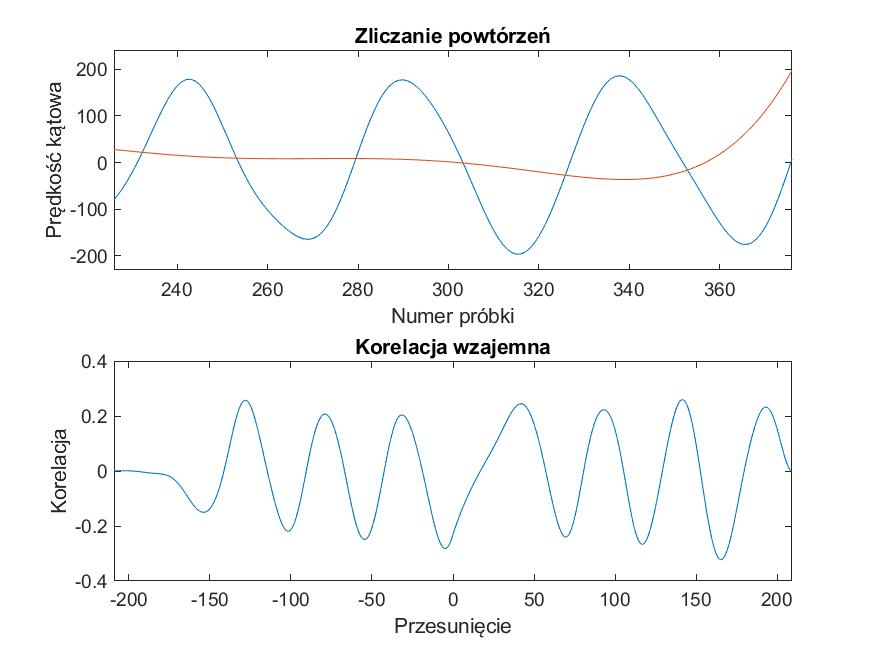 Zliczanie powtórzeń
Prędkość kątowa
200
100
0
-100
-200
240 260 280 300 320 340 360
Numer próbki
Korelacja wzajemna
Korelacja
0.4
0.2
0
-0.2
-0.4
-200 -150 -100 -50 0 50 100 150 200
Przesunięcie